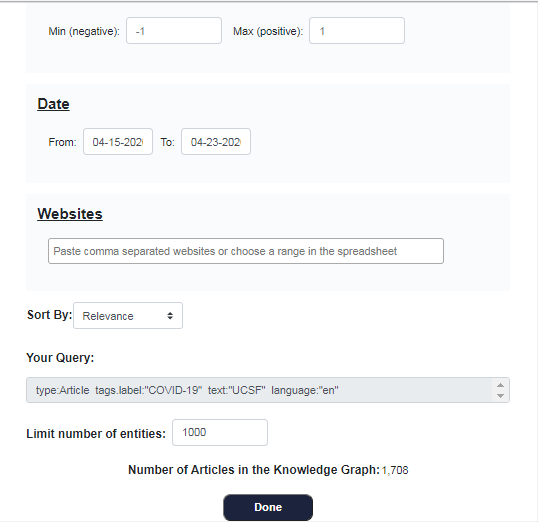 Min (negative): -1 Max (positive): 1
Date
From: 04-15-202 To: 04-23-202
Websites
Paste comma separated websites or choose a range in the spreadsheet
Sort By: Relevance
Your Query:
type:Article tags.label:"COVID-19" text:"UCSF" language:"en"
Limit number of entities: 1000
Number of Articles in the Knowledge Graph: 1,708
Done